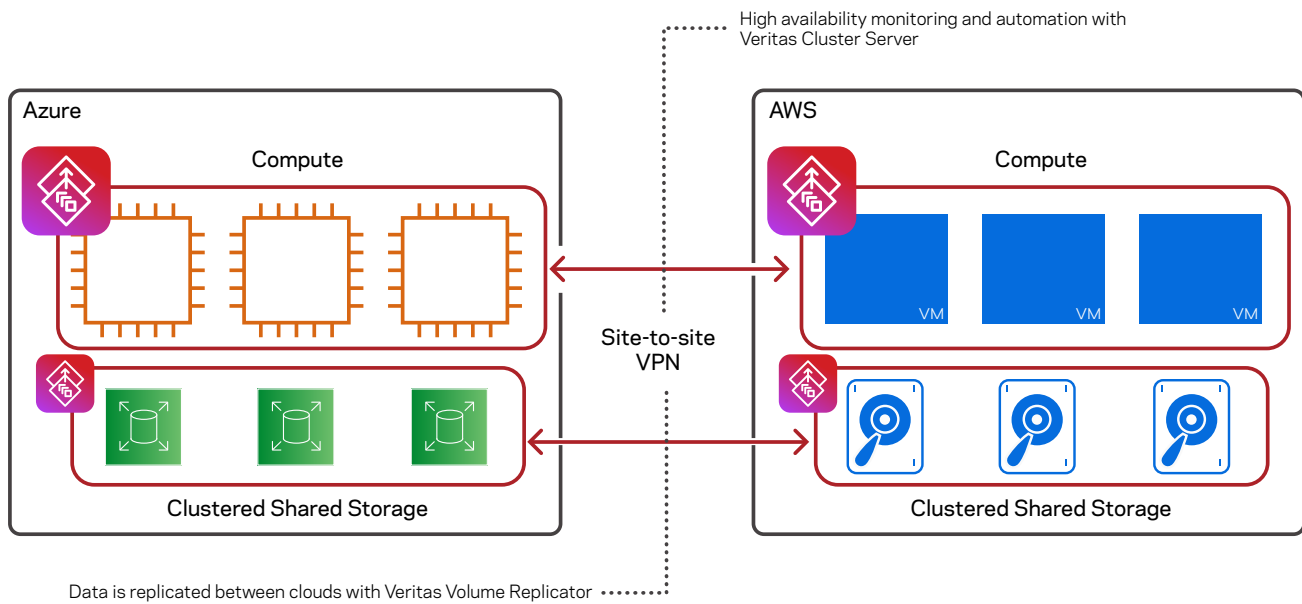 High availability monitoring and automation with
Veritas Cluster Server
Azure
Compute
AWS
Compute
VM
VM
VM
Site-to-site
VPN
Clustered Shared Storage
Clustered Shared Storage
Data is replicated between clouds with Veritas Volume Replicator